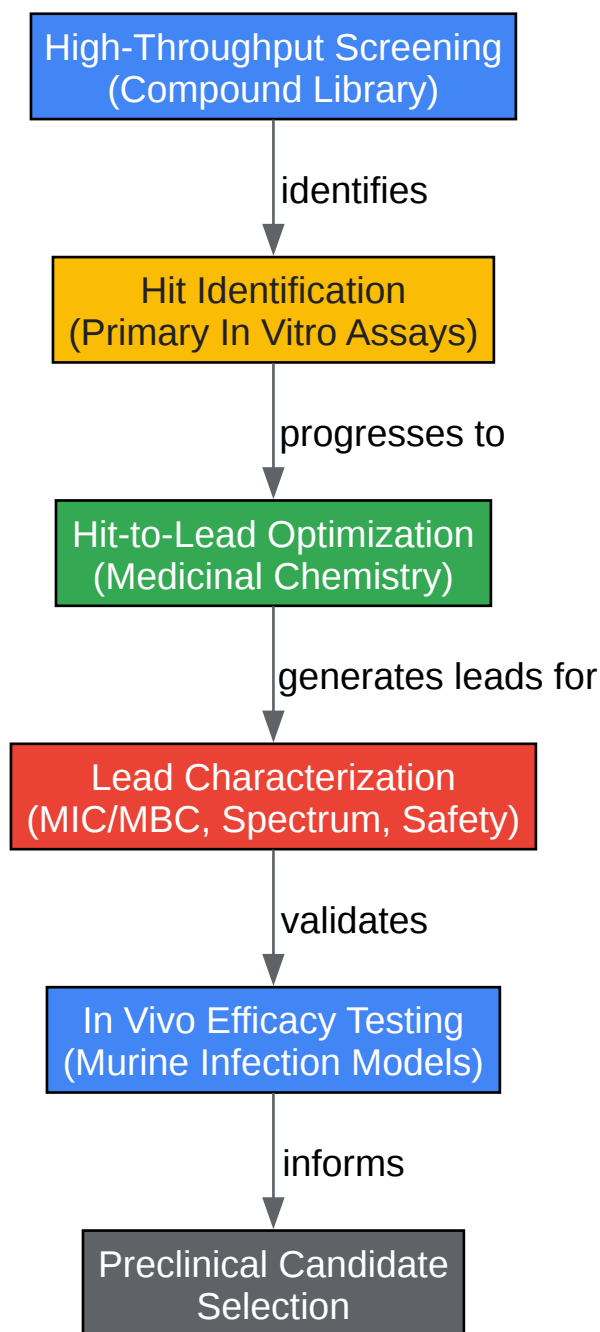 High-Throughput Screening
(Compound Library)
identifies
Hit Identification
(Primary In Vitro Assays)
progresses to
Hit-to-Lead Optimization
(Medicinal Chemistry)
generates leads for
Lead Characterization
(MIC/MBC, Spectrum, Safety)
validates
In Vivo Efficacy Testing
(Murine Infection Models)
informs
Preclinical Candidate
Selection